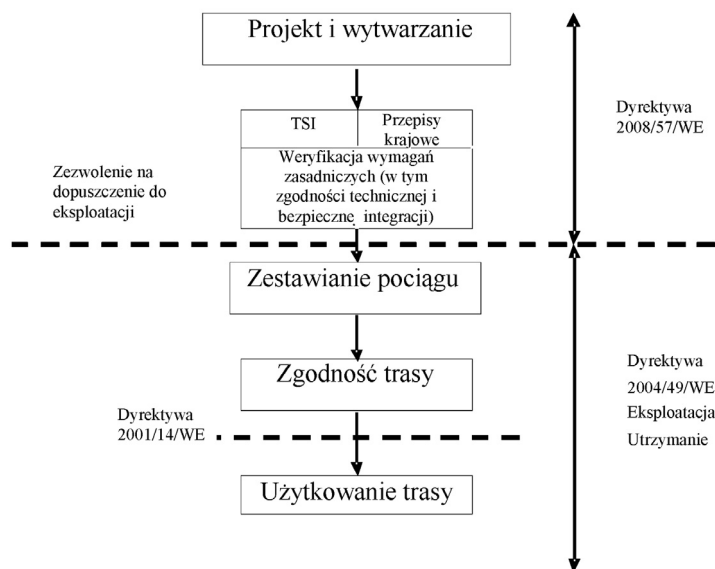 Projekt i wytwarzanie
Dyrektywa
2008/57/WE
TSI
Przepisy
krajowe
Weryfikacja wymagań
zasadniczych (w tym
zgodności technicznej i
bezpiecznę integracji)
Zezwolenie na
dopuszczenie do
eksploatacji
Zestawianie pociągu
Zgodność trasy
Dyrektywa
2004/49/WE
Eksploatacja
Utrzymanie
Dyrektywa
2001/14/WE
Użytkowanie trasy